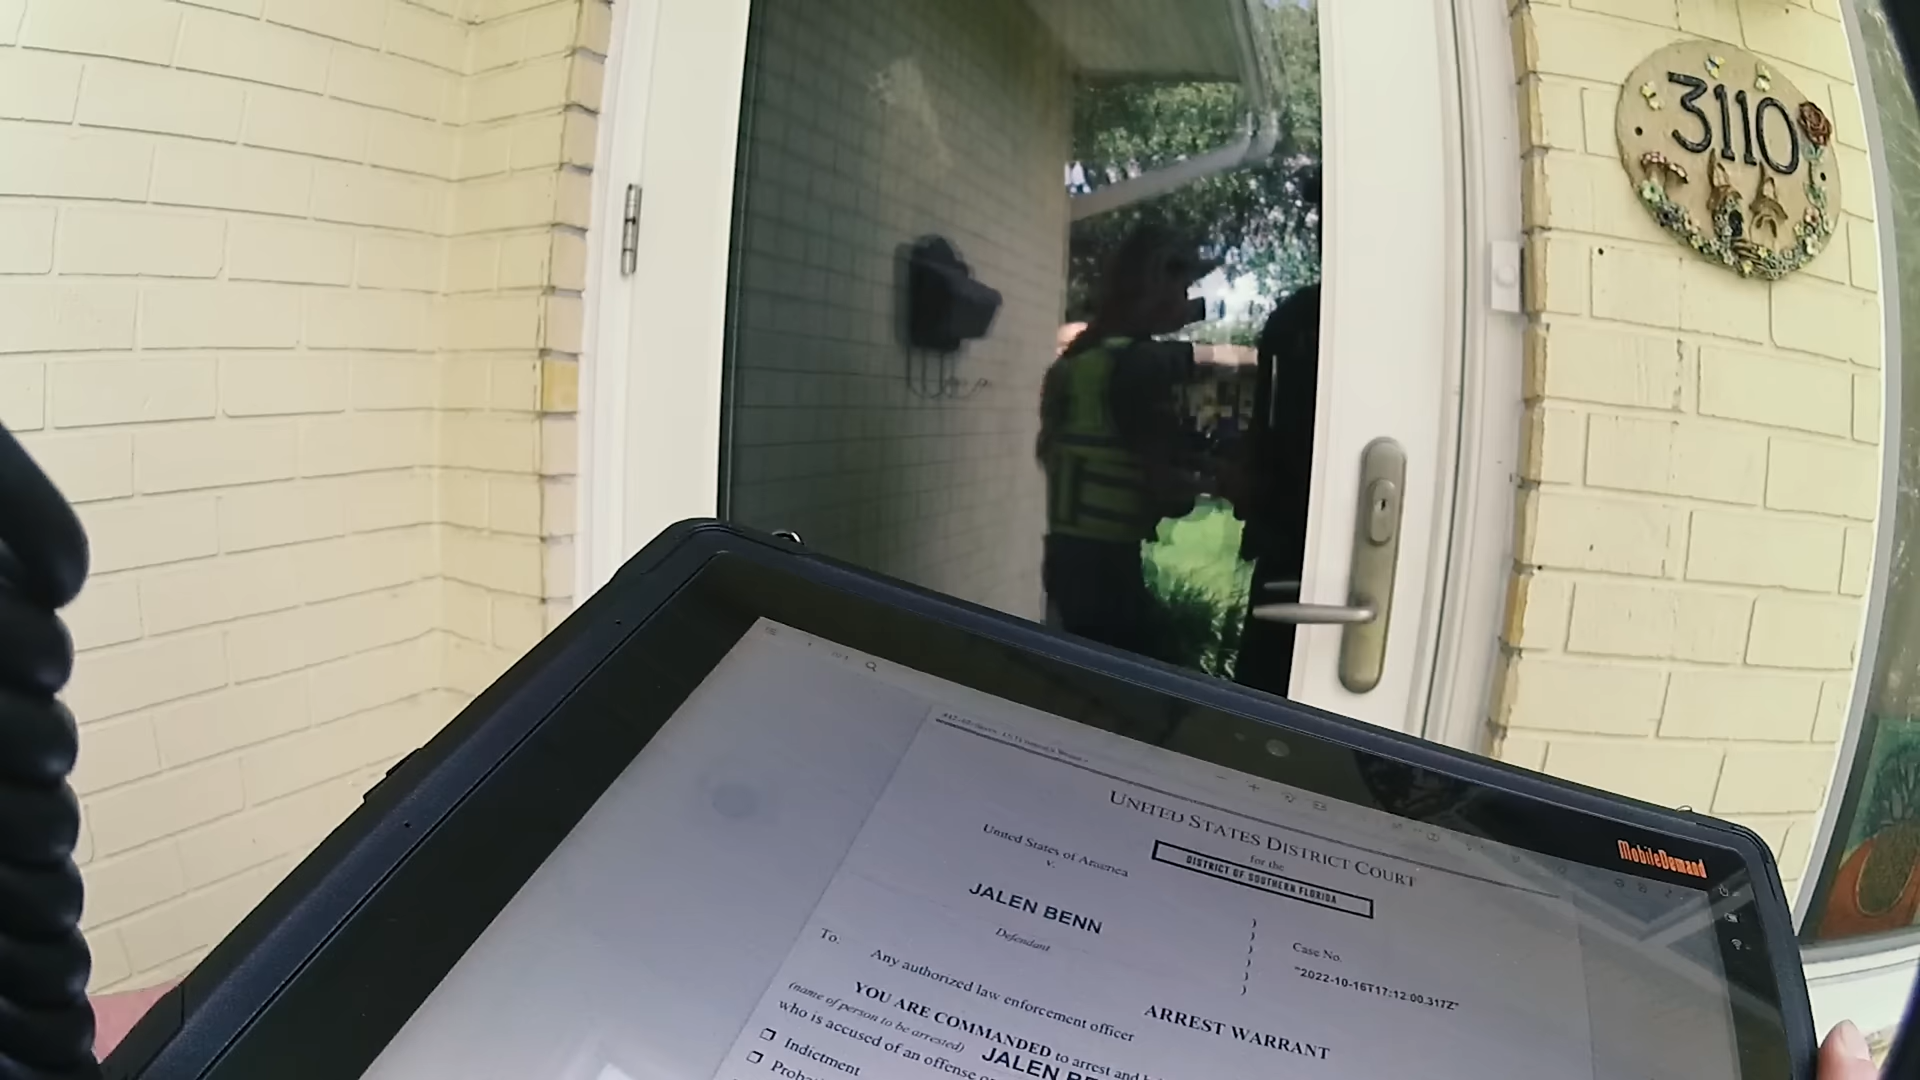 3110
MobileDemand
UNITED STATES DISTRICT COURT
for the
DISTRICT OF SOUTHERN FLORIDA
United States of America
v.
JALEN BENN
Defendant
)
)
)
)
)
Case No.
"2022-10-16T17:12:00.317Z"
ARREST WARRANT
To: Any authorized law enforcement officer
YOU ARE COMMANDED to arrest and
(name of person to be arrested) JALEN
who is accused of an offense
Indictment